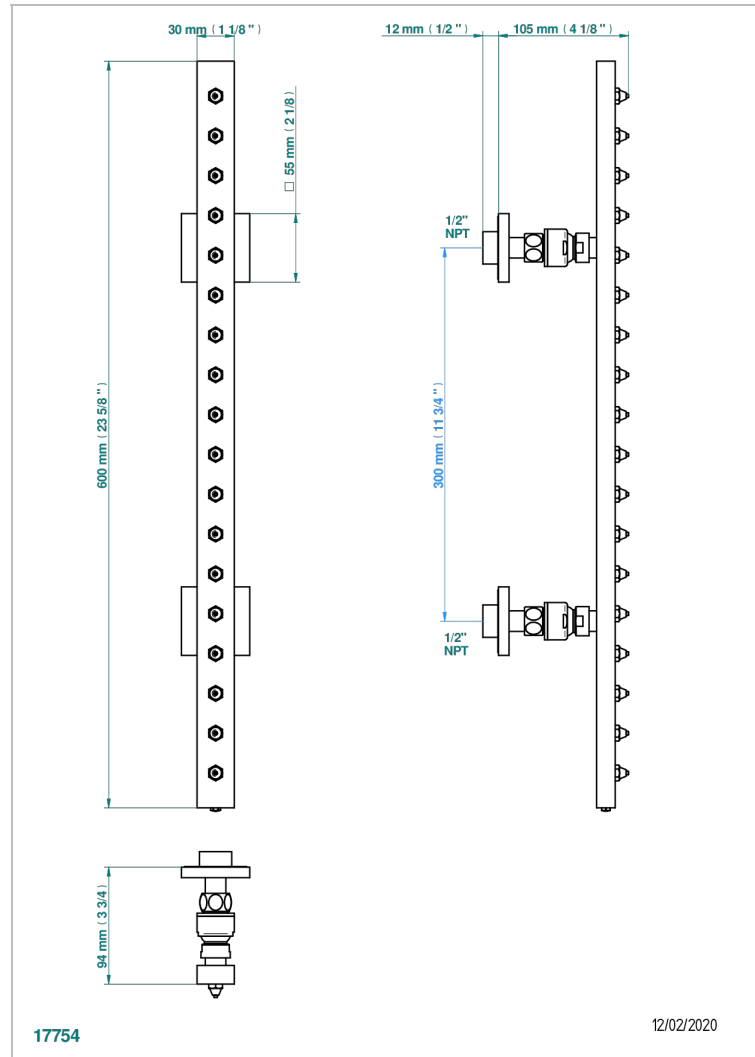 30 mm ( 1 1/8 " )
12 mm ( 1/2 " )
105 mm ( 4 1/8 " )
□ 55 mm ( 2 1/8 )
1/2"
NPT
600 mm ( 23 5/8 " )
300 mm ( 11 3/4 " )
1/2"
NPT
94 mm ( 3 3/4 )
17754
12/02/2020